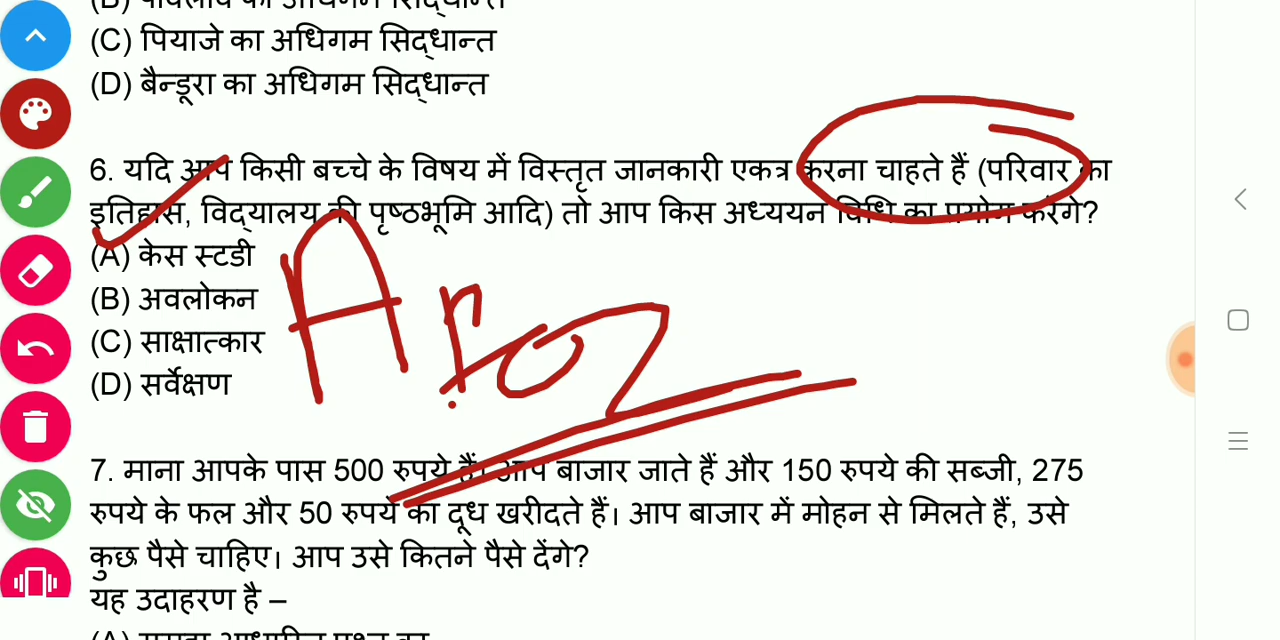 (C) पियाजे का अधिगम सिद्धान्त
(D) बैन्डूरा का अधिगम सिद्धान्त
6. यदि आप किसी बच्चे के विषय में विस्तृत जानकारी एकत्र करना चाहते हैं (परिवार का
इतिहास, विद्यालय की पृष्ठभूमि आदि) तो आप किस अध्ययन विधि का प्रयोग करेंगे?
(A) केस स्टडी
(B) अवलोकन
(C) साक्षात्कार
(D) सर्वेक्षण
7. माना आपके पास 500 रुपये हैं। आप बाजार जाते हैं और 150 रुपये की सब्जी, 275
रुपये के फल और 50 रुपये का दूध खरीदते हैं। आप बाजार में मोहन से मिलते हैं, उसे
कुछ पैसे चाहिए। आप उसे कितने पैसे देंगे?
यह उदाहरण है –